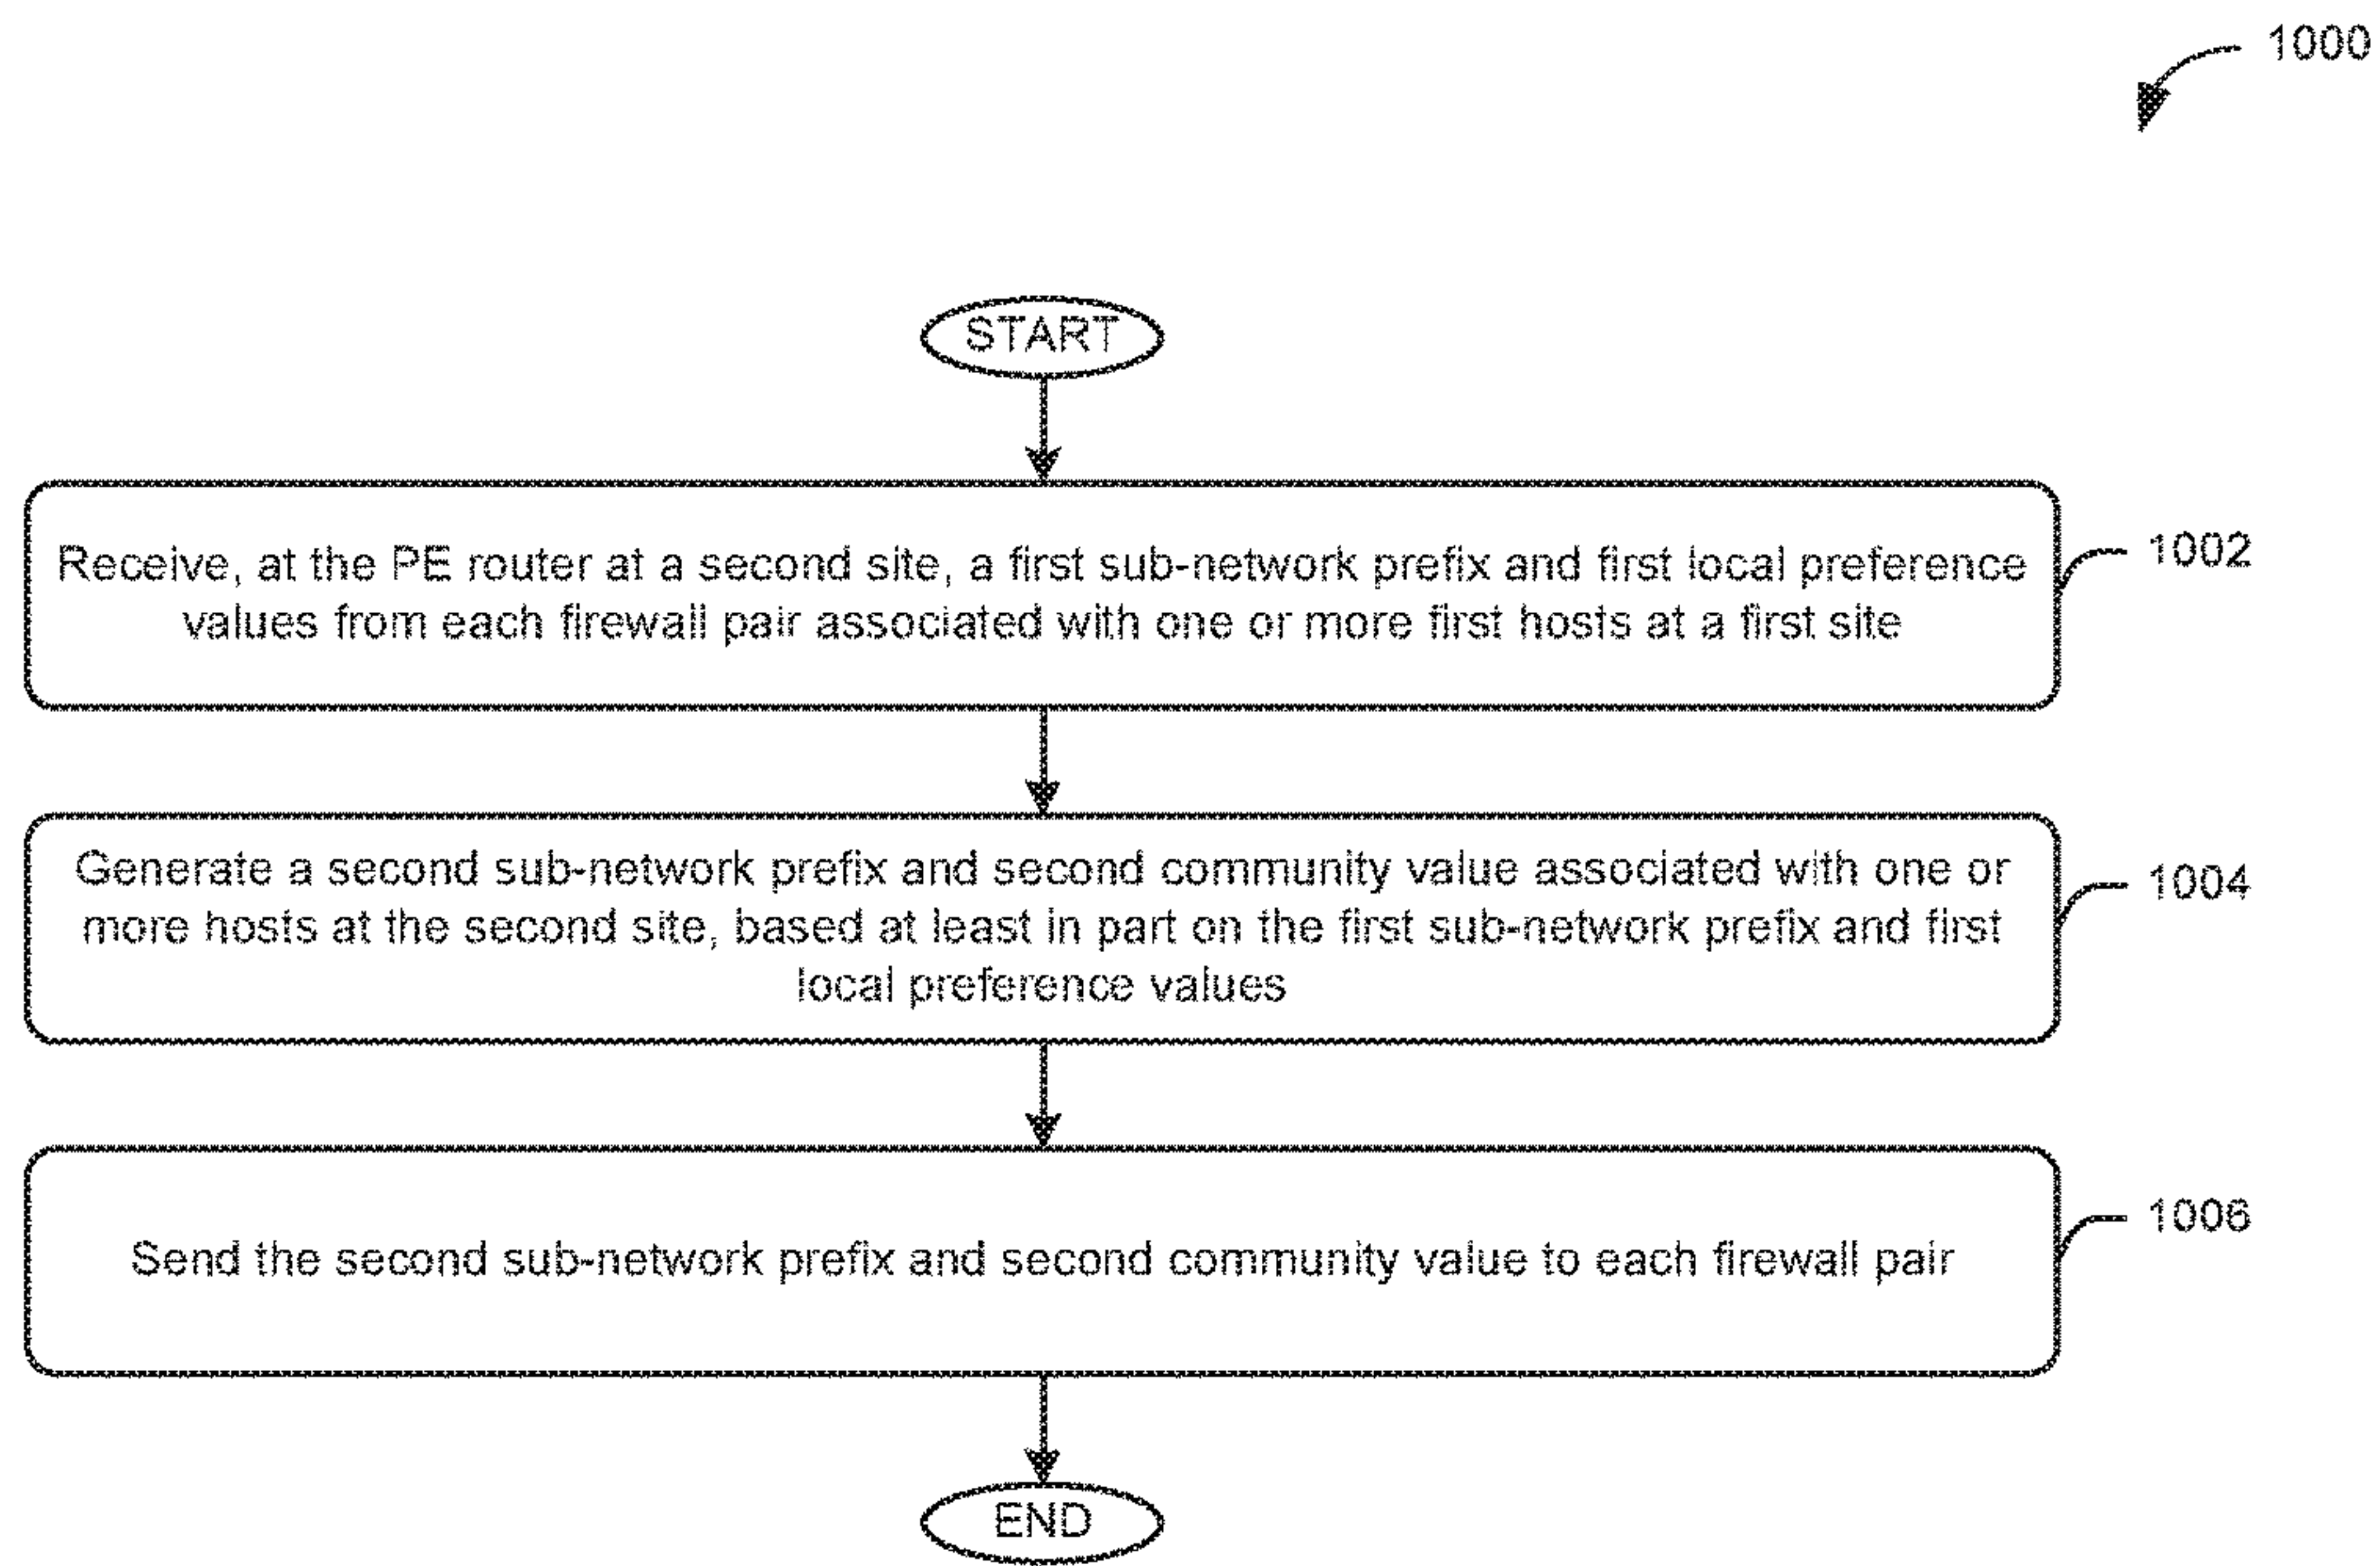 1000
START
Receive, at the PE router at a second site, a first sub-network prefix and first local preference
values from each firewall pair associated with one or more first hosts at a first site
1002
Generate a second sub-network prefix and second community value associated with one or
more hosts at the second site, based at least in part on the first sub-network prefix and first
local preference values
1004
Send the second sub-network prefix and second community value to each firewall pair
1006
END